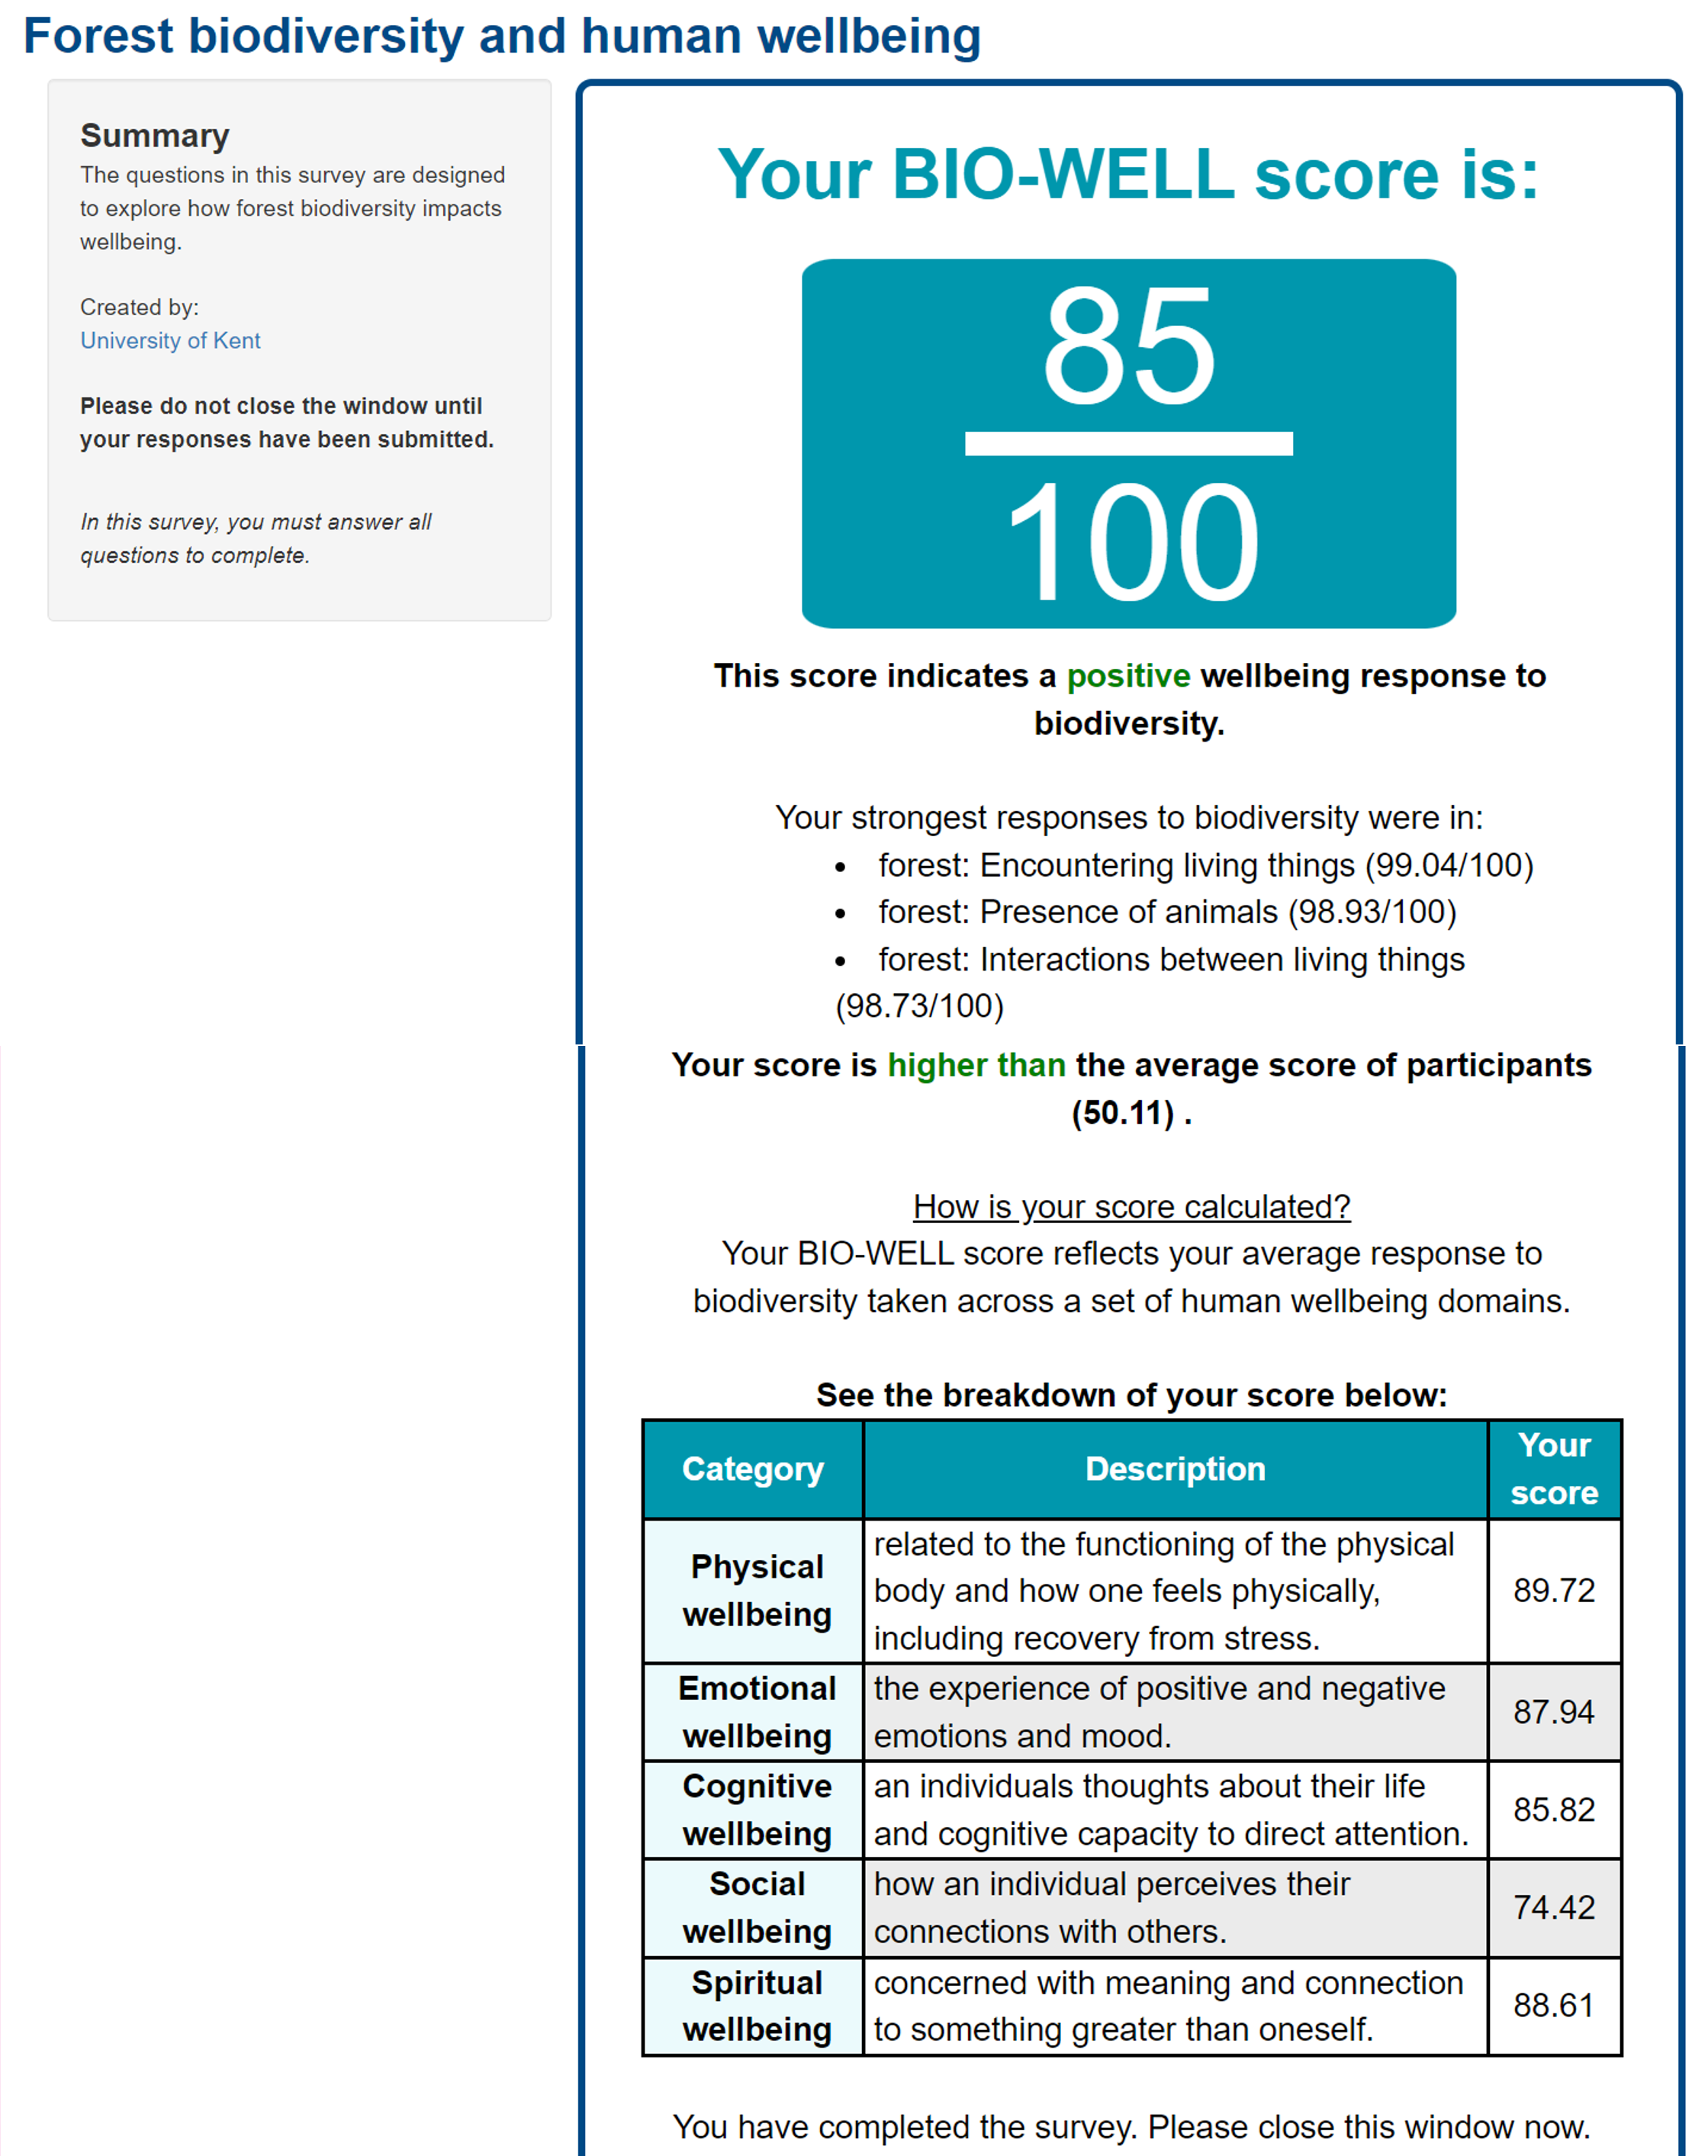 Forest biodiversity and human wellbeing
Summary
The questions in this survey are designed
to explore how forest biodiversity impacts
wellbeing.
Created by:
University of Kent
Please do not close the window until
your responses have been submitted.
In this survey, you must answer all
questions to complete.
Your BIO-WELL score is:
85
100
This score indicates a positive wellbeing response to
biodiversity.
Your strongest responses to biodiversity were in:
• forest: Encountering living things (99.04/100)
• forest: Presence of animals (98.93/100)
• forest: Interactions between living things
(98.73/100)
Your score is higher than the average score of participants
(50.11) .
How is your score calculated?
Your BIO-WELL score reflects your average response to
biodiversity taken across a set of human wellbeing domains.
See the breakdown of your score below:
Category
Description
Your
score
Physical
wellbeing
related to the functioning of the physical
body and how one feels physically,
including recovery from stress.
89.72
Emotional
wellbeing
the experience of positive and negative
emotions and mood.
87.94
Cognitive
wellbeing
an individuals thoughts about their life
and cognitive capacity to direct attention.
85.82
Social
wellbeing
how an individual perceives their
connections with others.
74.42
Spiritual
wellbeing
concerned with meaning and connection
to something greater than oneself.
88.61
You have completed the survey. Please close this window now.